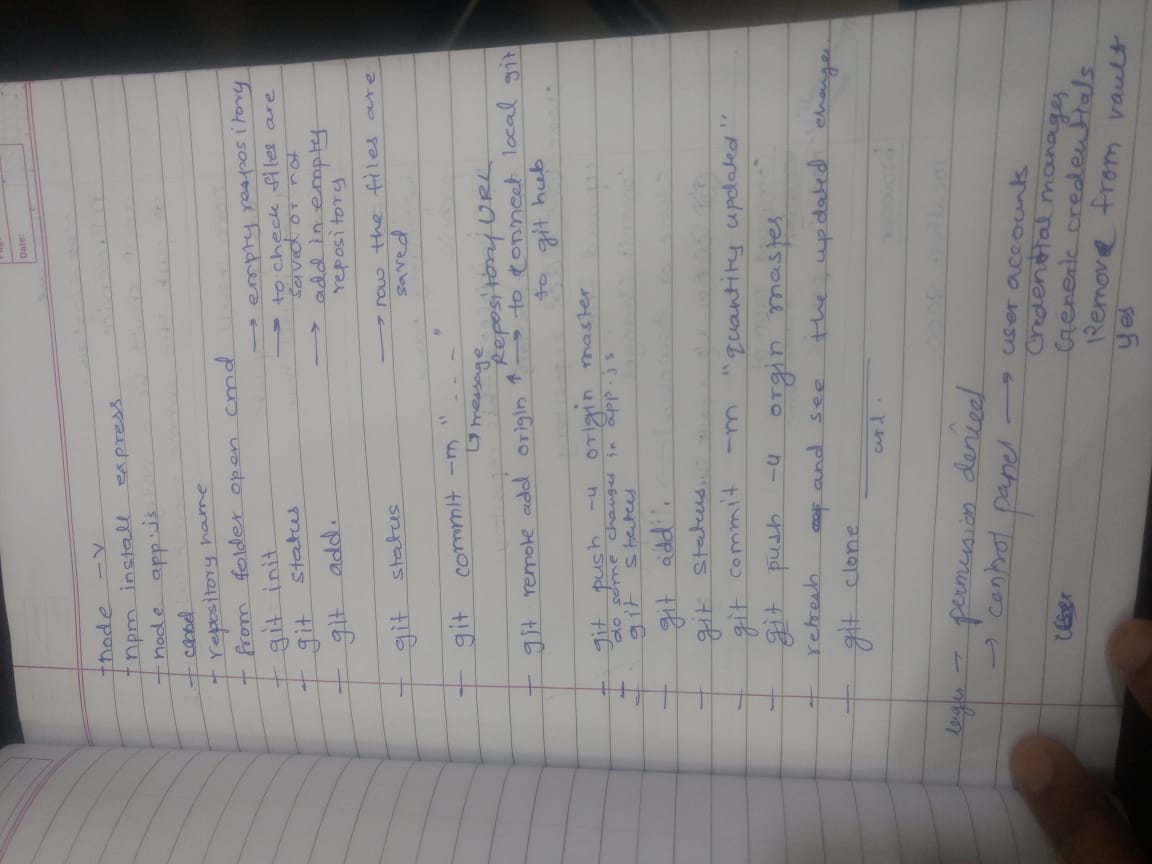 Date:
- node -v
- npm install express
- node app.js
- repository name
- from folder open cmd
- git init → empty respository
- git status → to check files are
saved or not
- git add. → add in empty
repository
- git status → now the files are
saved
- git commit -m "- - - -"
↳ message
Repository URL
- git remote add origin ↑ → to connect local git
to git hub
- git push -u origin master
- do some changes in app.js
- git status
- git add .
- git status
- git commit -m "quantity updated"
- git push -u orgin master
- refresh and see the updated changes
- git clone
url.
→ permission denied
→ control panel → user accounts
Credential manager
Generic credentials
Remove from vault
yes